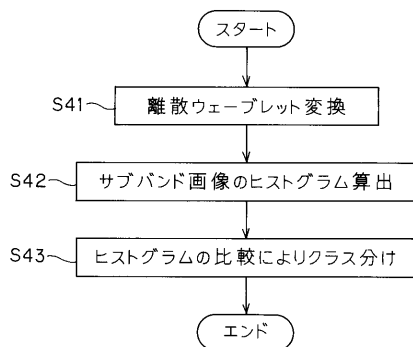 スタート
S41 離散ウェーブレット変換
S42 サブバンド画像のヒストグラム算出
S43 ヒストグラムの比較によりクラス分け
エンド